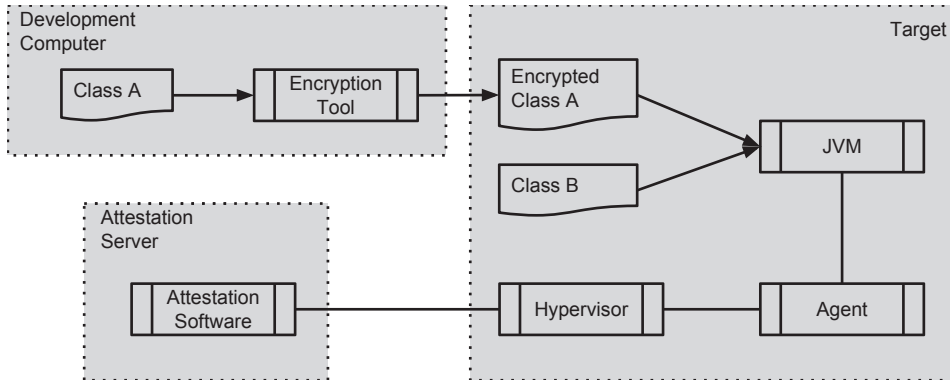 Development
Computer
Class A
Encryption
Tool
Target
Encrypted
Class A
Class B
JVM
Attestation
Server
Attestation
Software
Hypervisor
Agent